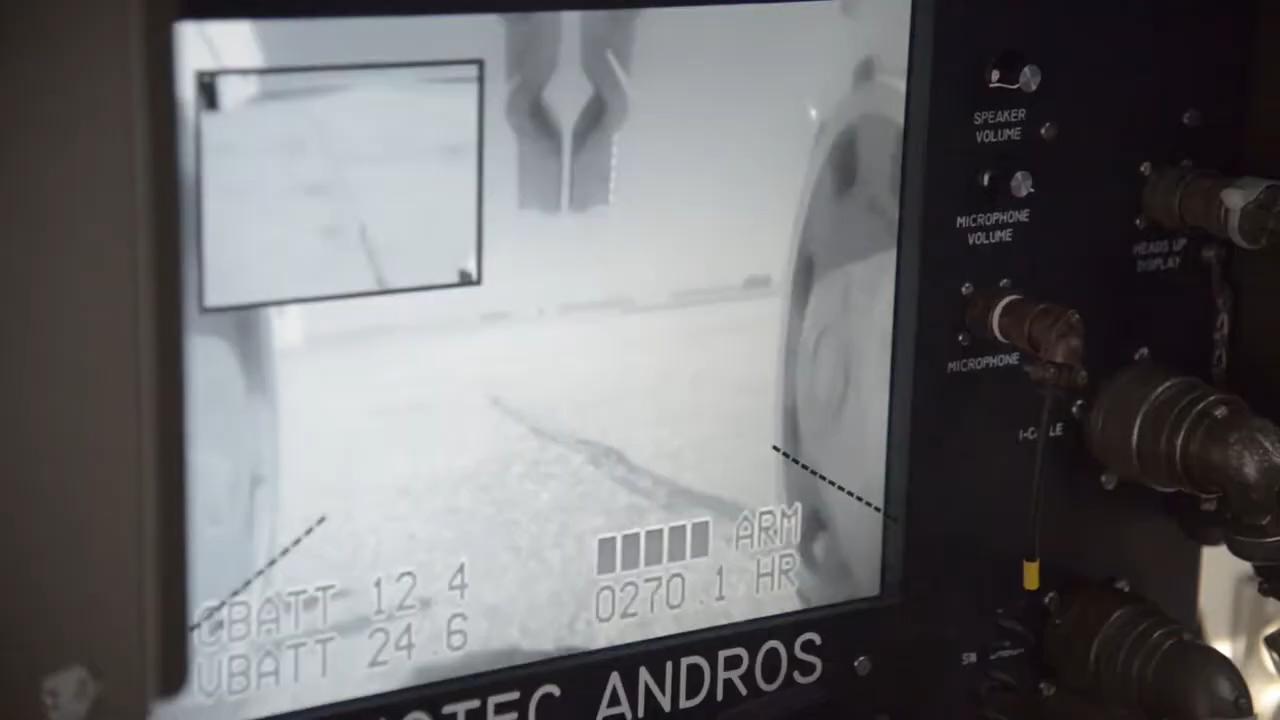 CBATT 12.4
VBATT 24.6
ARM
0270.1 HR
ANDROS
SPEAKER
VOLUME
MICROPHONE
VOLUME
HEADS UP
DISPLAY
MICROPHONE